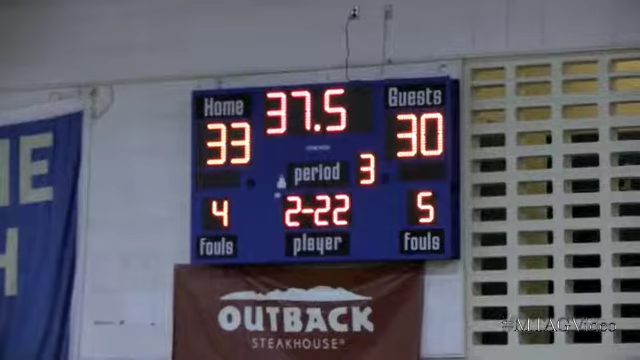 Home 37.5 Guests
33 30
period 3
4 2-22 5
fouls player fouls
OUTBACK
STEAKHOUSE